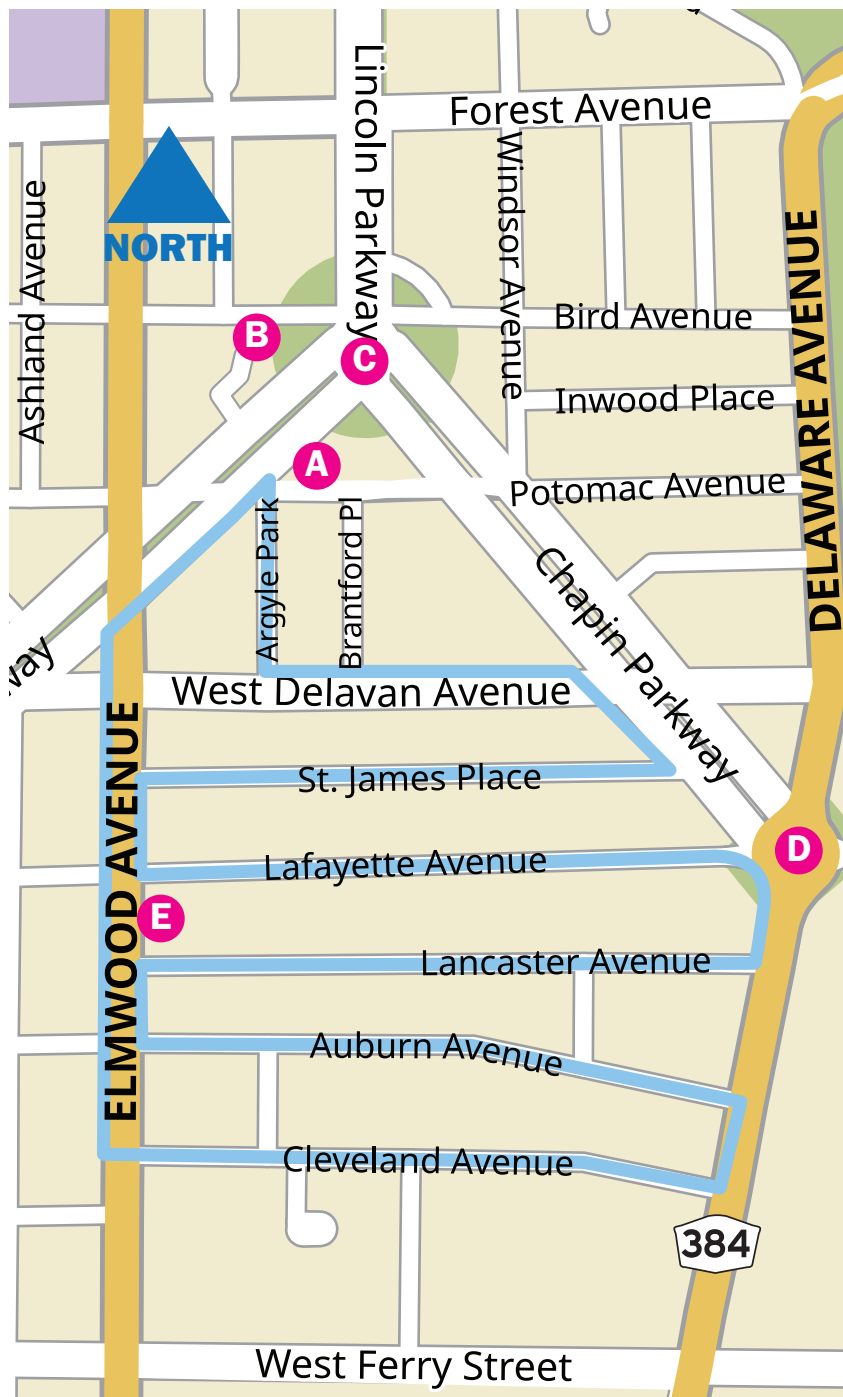 Lincoln Parkway
Forest Avenue
Windsor Avenue
Ashland Avenue
NORTH
DELAWARE AVENUE
B
Bird Avenue
C
Inwood Place
A
Potomac Avenue
Argyle Park
Brantford Pl
Chapin Parkway
way
West Delavan Avenue
ELMWOOD AVENUE
St. James Place
D
Lafayette Avenue
E
Lancaster Avenue
Auburn Avenue
Cleveland Avenue
384
West Ferry Street